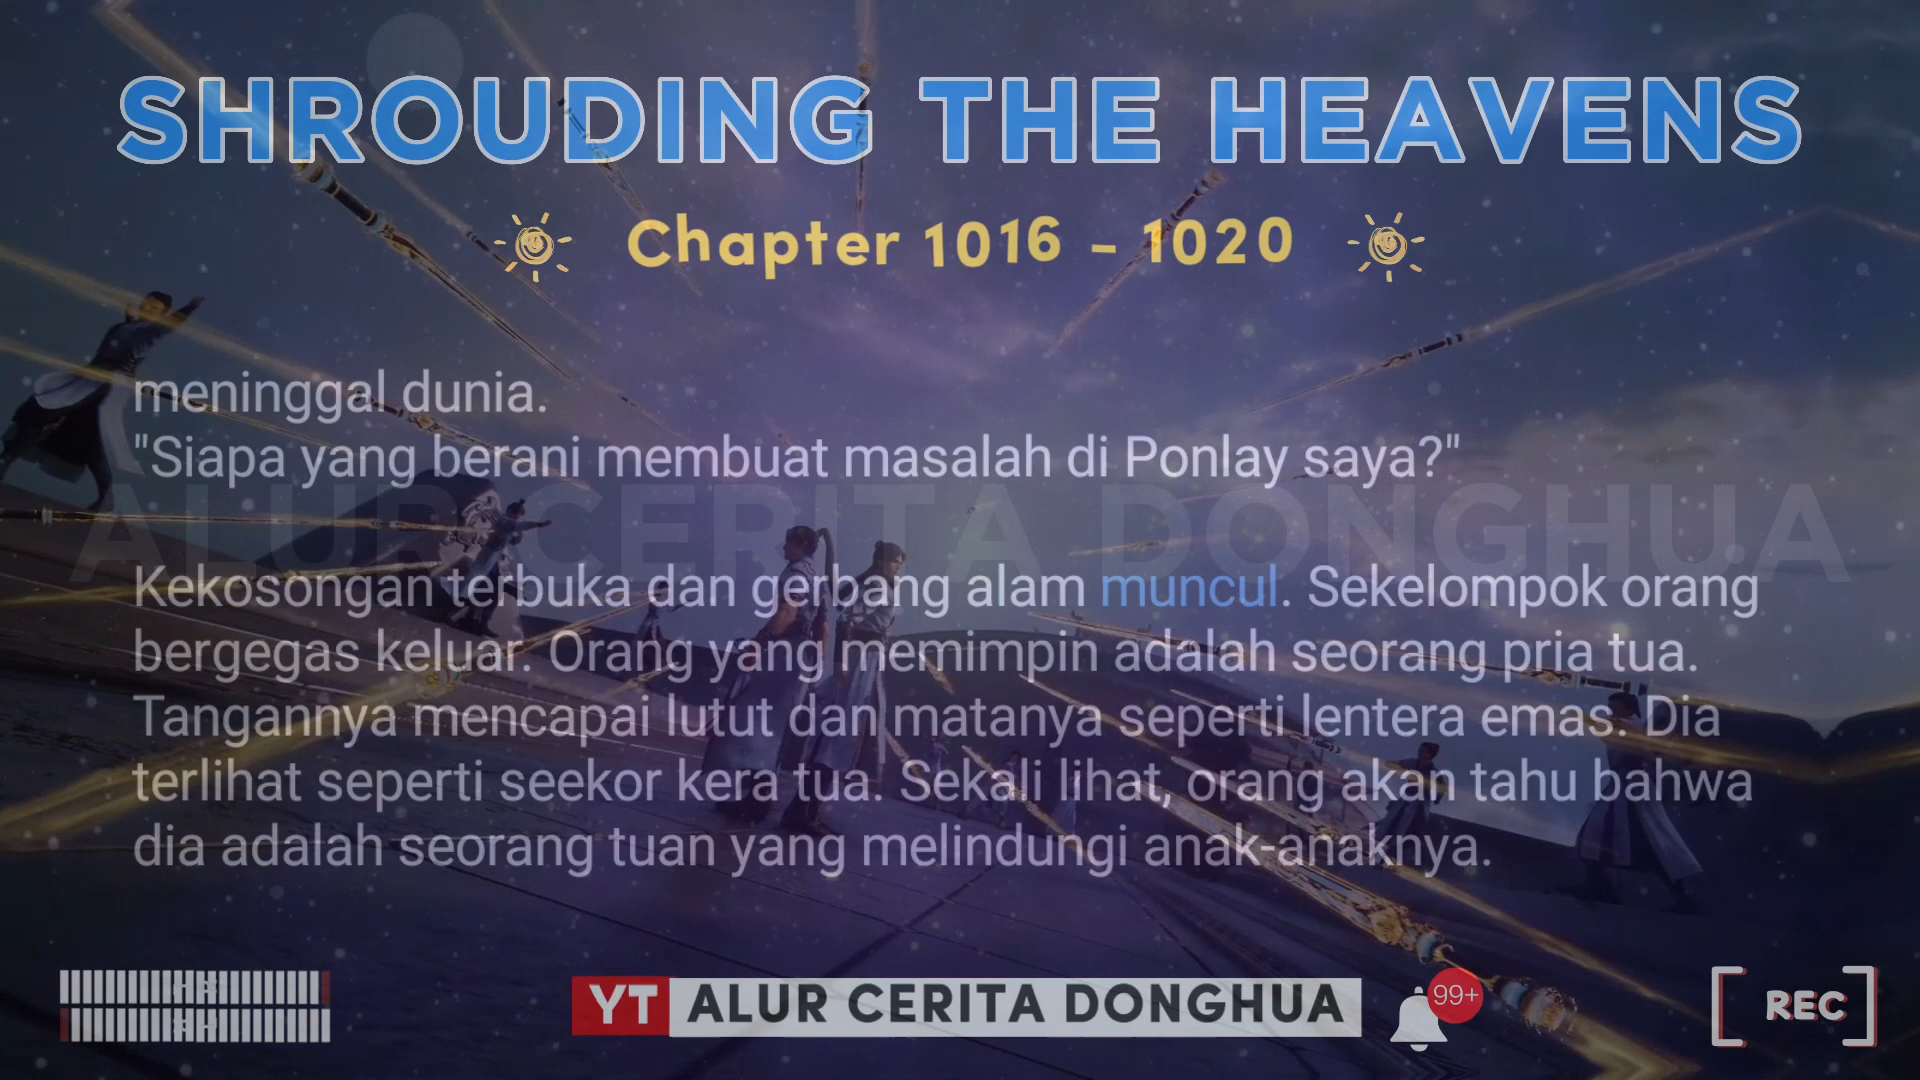 SHROUDING THE HEAVENS
Chapter 1016 - 1020
meninggal dunia.
"Siapa yang berani membuat masalah di Ponlay saya?"
ALUR CERITA DONGHUA
Kekosongan terbuka dan gerbang alam muncul. Sekelompok orang
bergegas keluar. Orang yang memimpin adalah seorang pria tua.
Tangannya mencapai lutut dan matanya seperti lentera emas. Dia
terlihat seperti seekor kera tua. Sekali lihat, orang akan tahu bahwa
dia adalah seorang tuan yang melindungi anak-anaknya.
YT ALUR CERITA DONGHUA
99+
REC